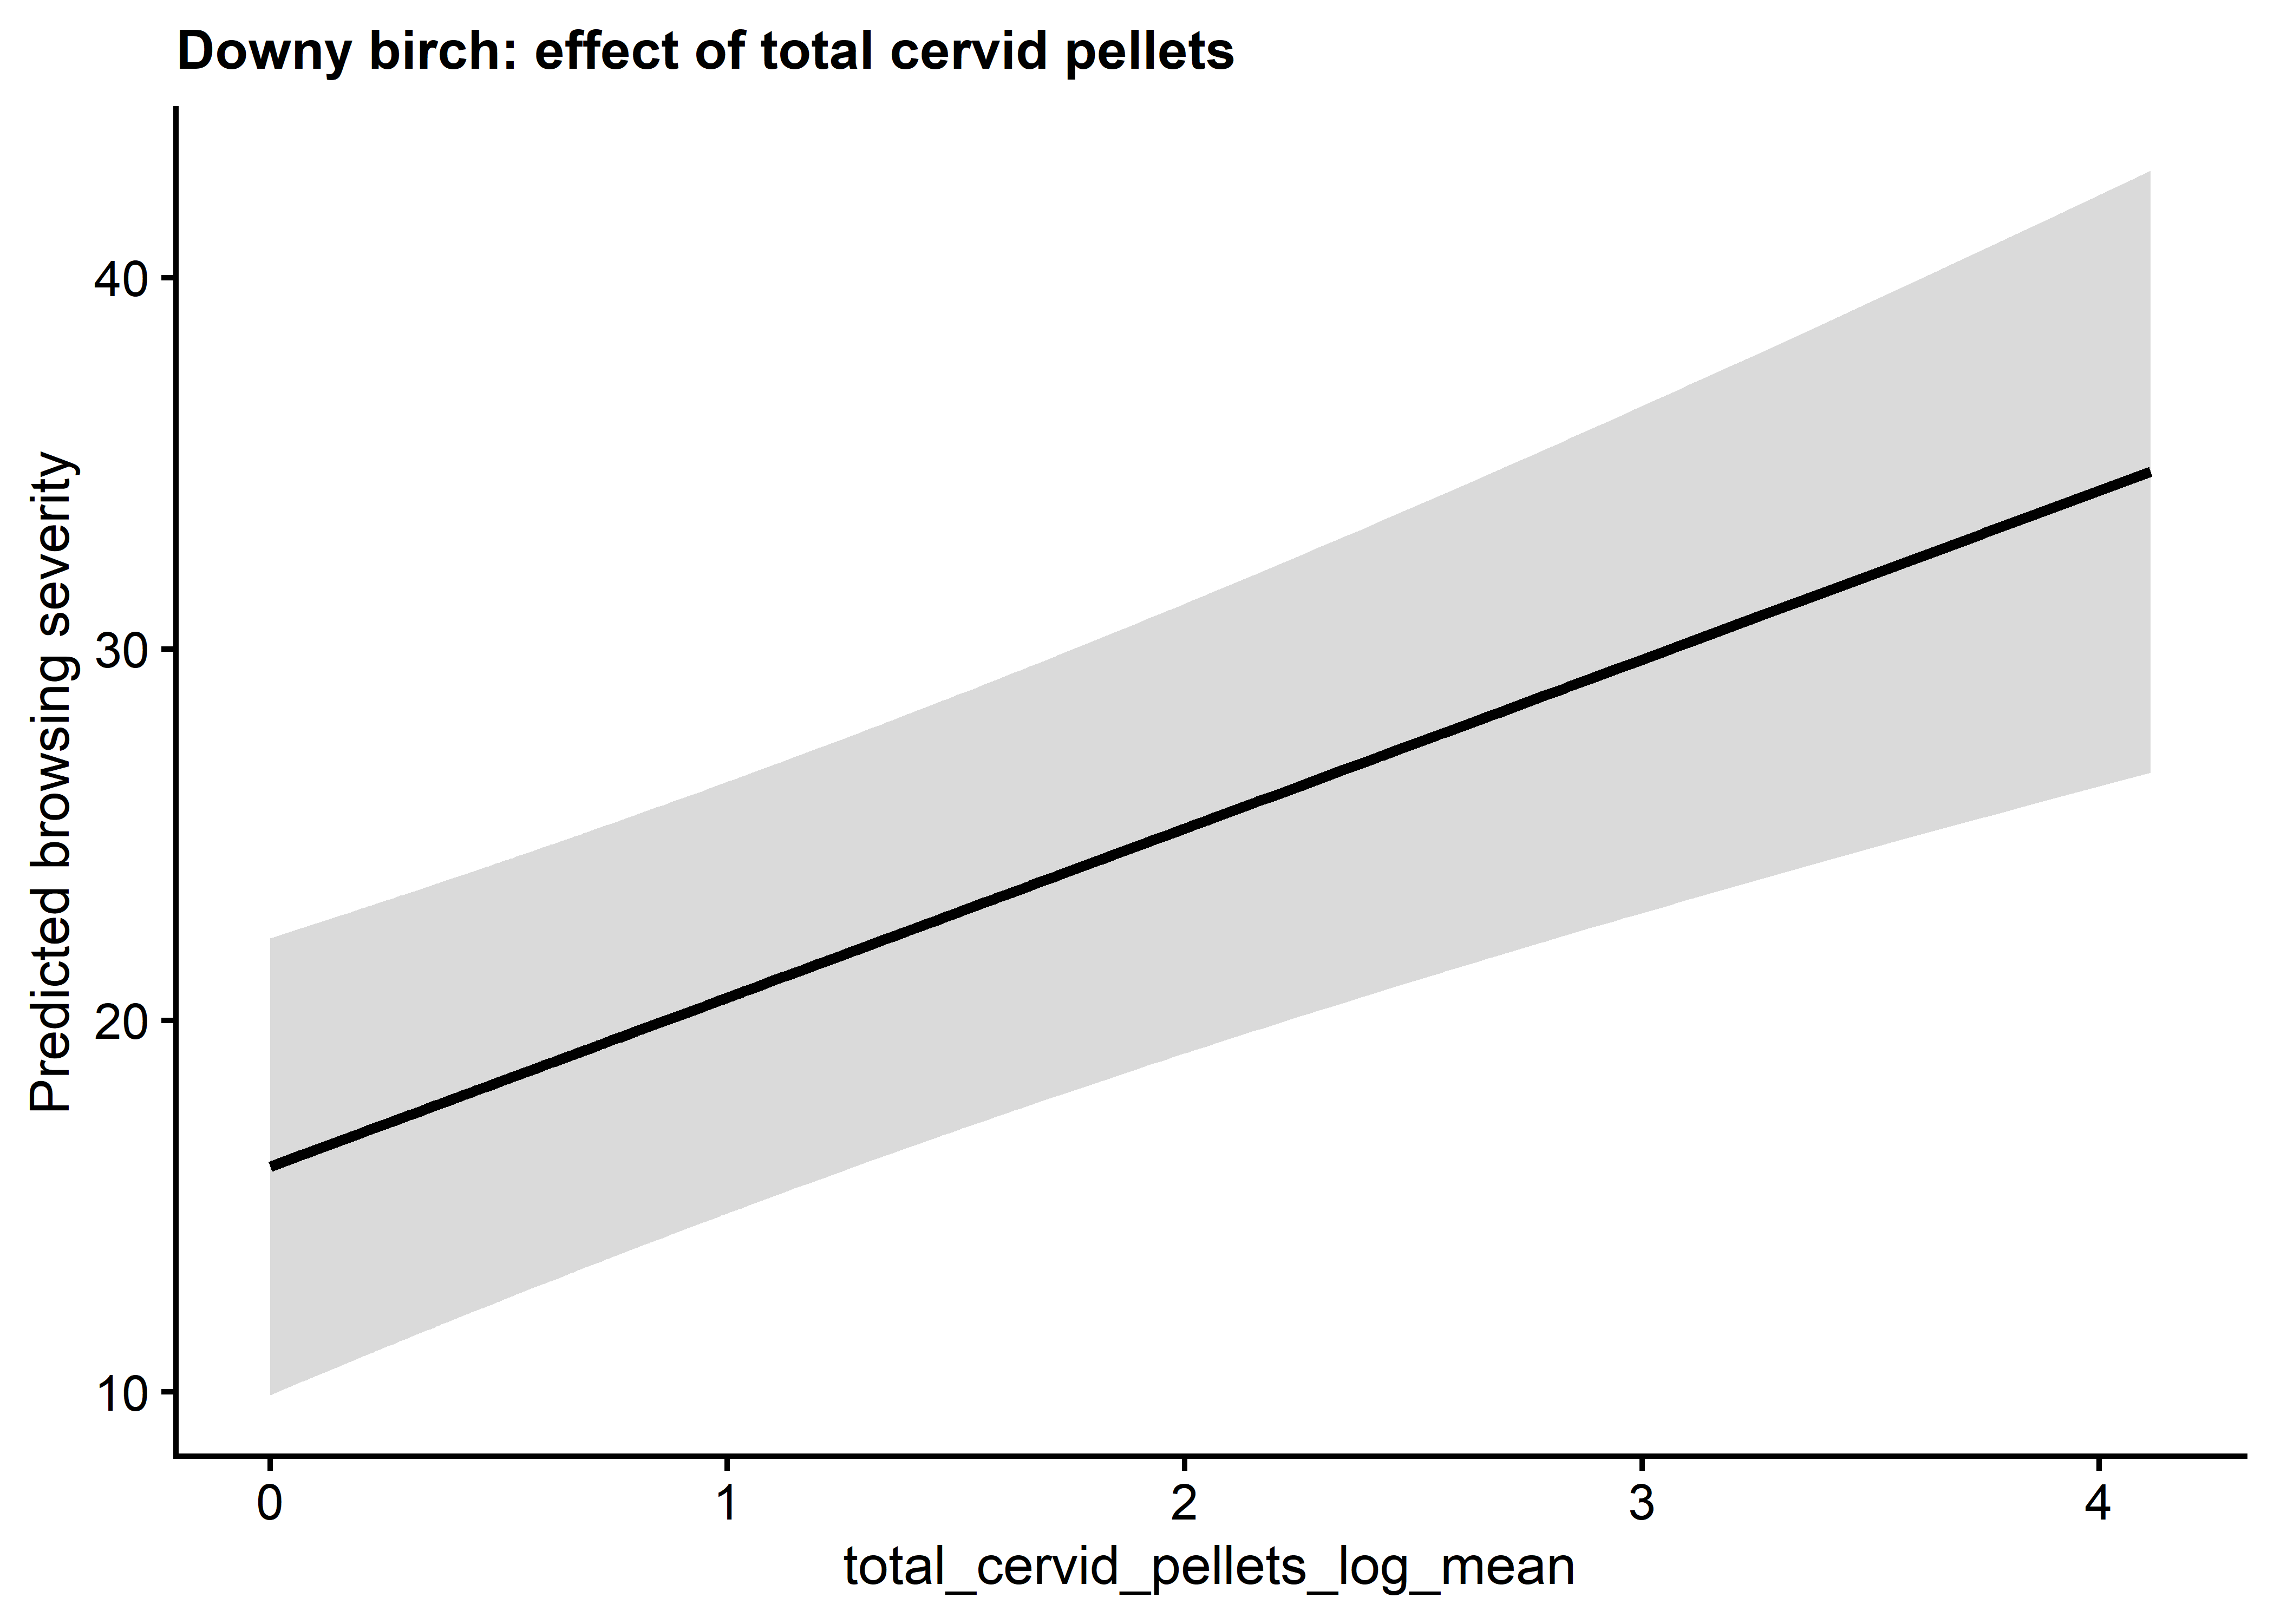 Downy birch: effect of total cervid pellets
Predicted browsing severity
40
30
20
10
0 1 2 3 4
total_cervid_pellets_log_mean